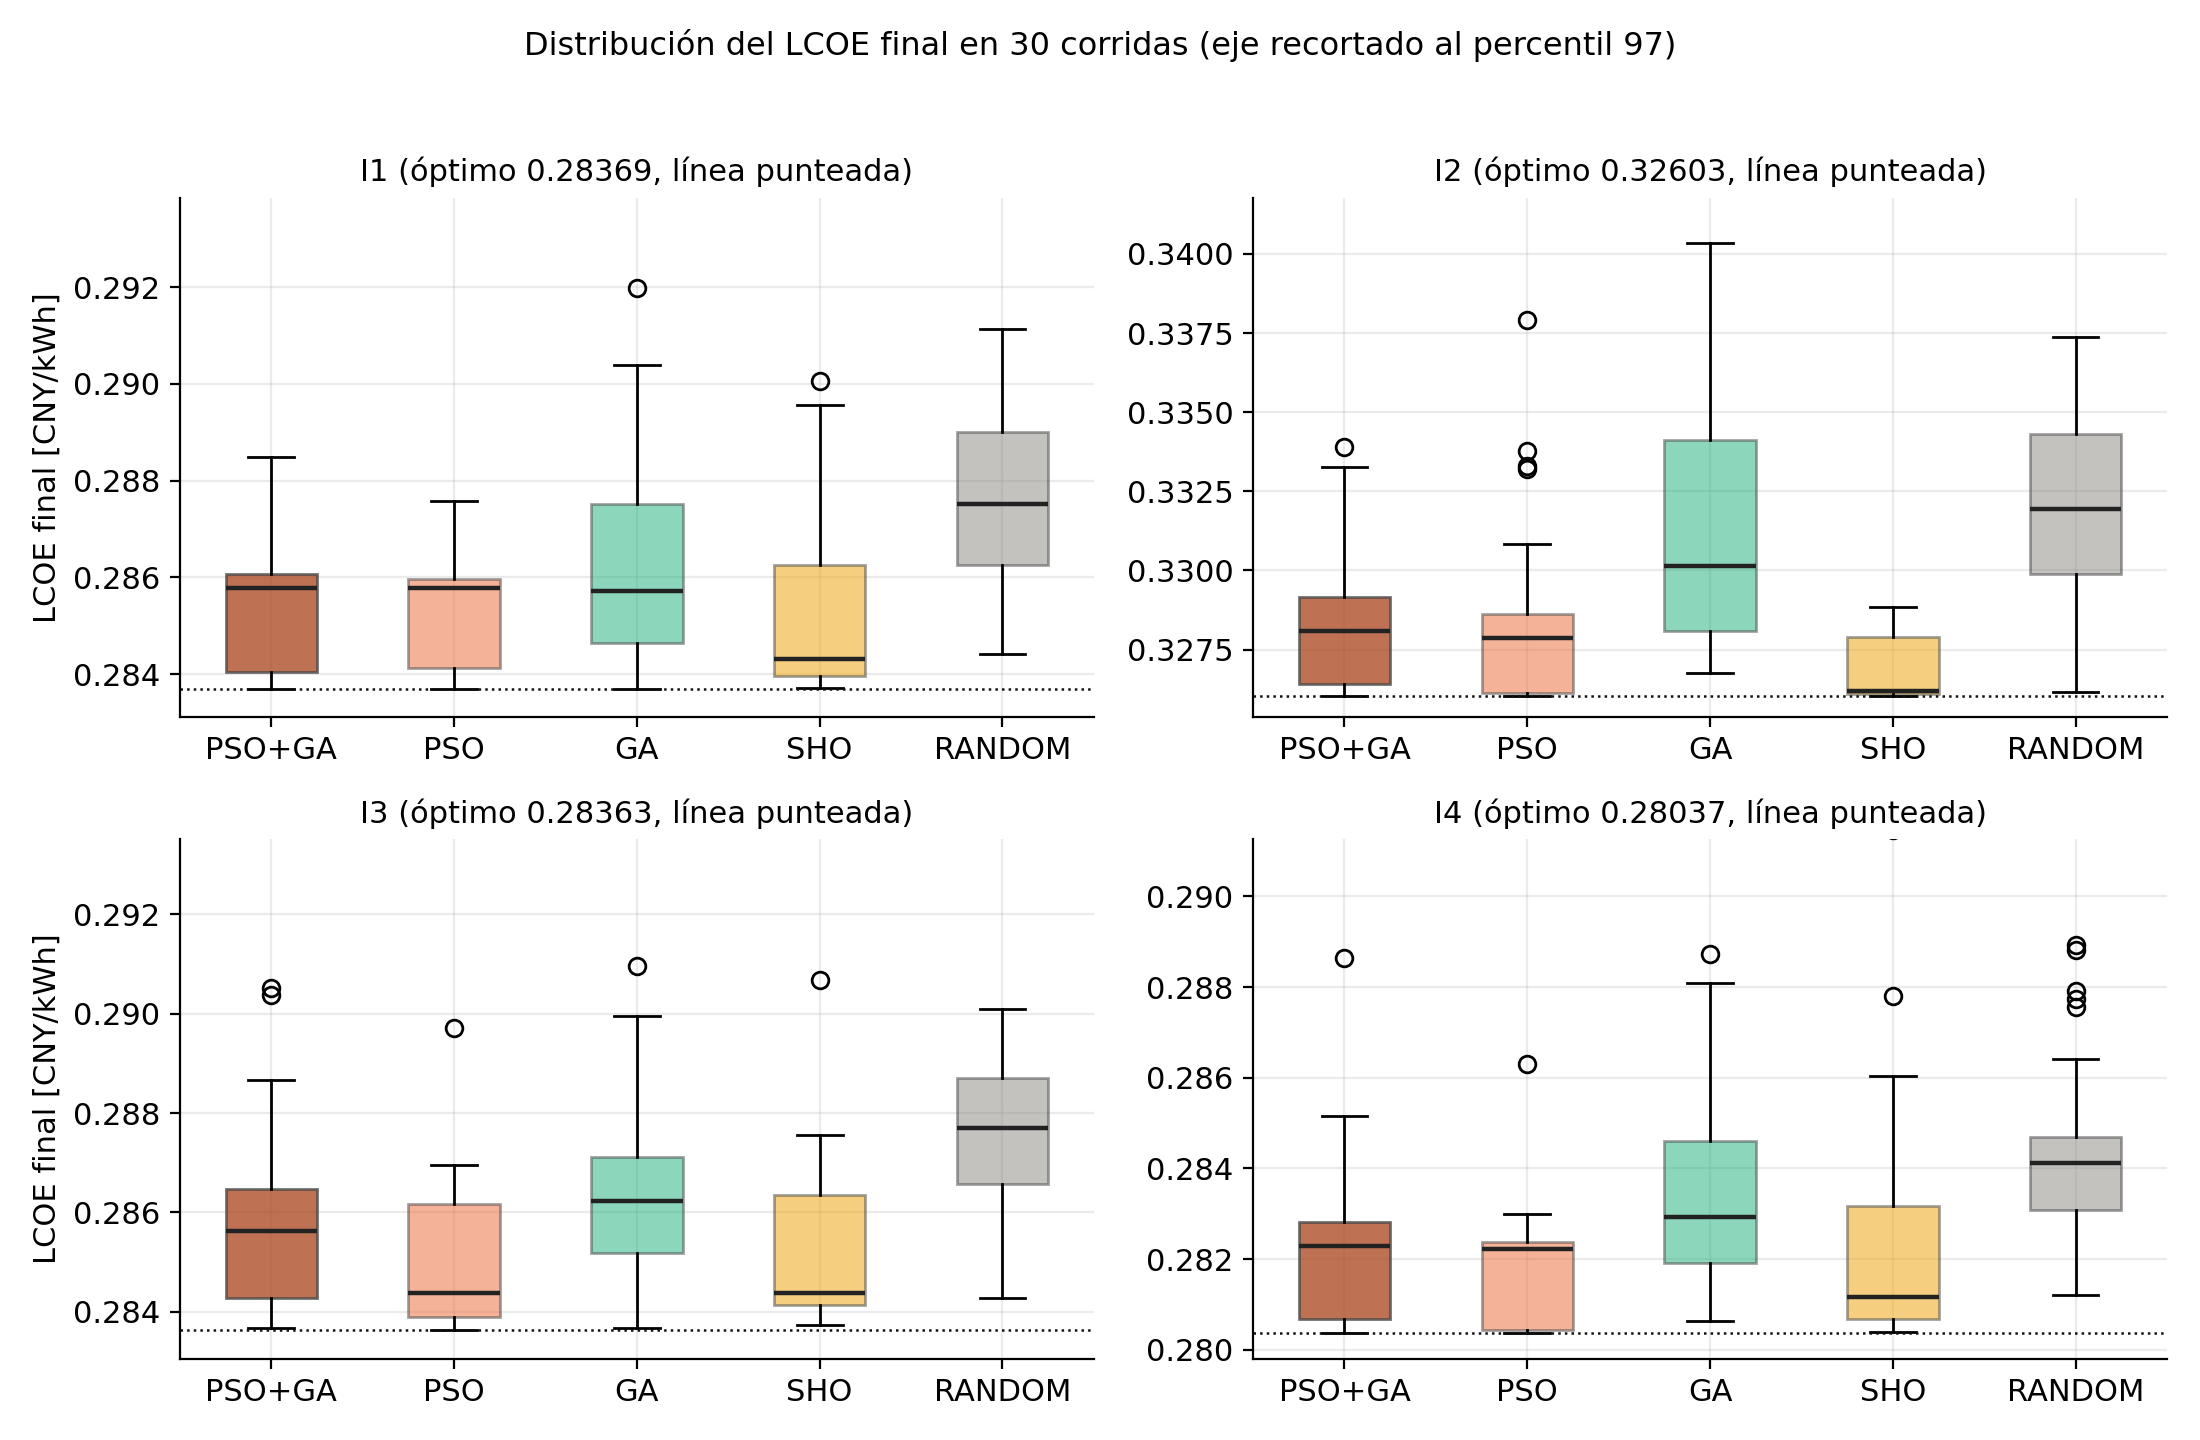 Distribución del LCOE final en 30 corridas (eje recortado al percentil 97)
I1 (óptimo 0.28369, línea punteada)
LCOE final [CNY/kWh]
0.292
0.290
0.288
0.286
0.284
PSO+GA PSO GA SHO RANDOM
I2 (óptimo 0.32603, línea punteada)
0.3400
0.3375
0.3350
0.3325
0.3300
0.3275
PSO+GA PSO GA SHO RANDOM
I3 (óptimo 0.28363, línea punteada)
LCOE final [CNY/kWh]
0.292
0.290
0.288
0.286
0.284
PSO+GA PSO GA SHO RANDOM
I4 (óptimo 0.28037, línea punteada)
0.290
0.288
0.286
0.284
0.282
0.280
PSO+GA PSO GA SHO RANDOM